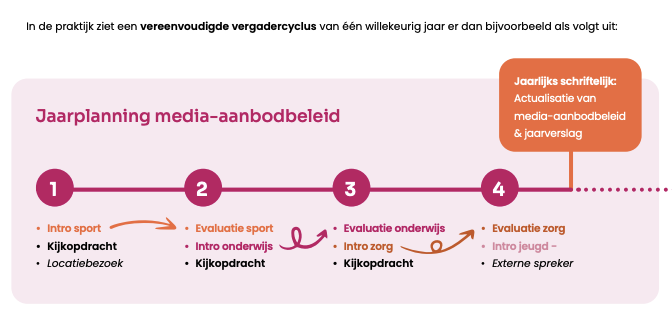 In de praktijk ziet een vereenvoudigde vergadercyclus van één willekeurig jaar er dan bijvoorbeeld als volgt uit:
Jaarlijks schriftelijk:
Actualisatie van
media-aanbodbeleid
& jaarverslag
Jaarplanning media-aanbodbeleid
1
• Intro sport
• Kijkopdracht
• Locatiebezoek
2
• Evaluatie sport
• Intro onderwijs
• Kijkopdracht
3
• Evaluatie onderwijs
• Intro zorg
• Kijkopdracht
4
• Evaluatie zorg
• Intro jeugd -
• Externe spreker